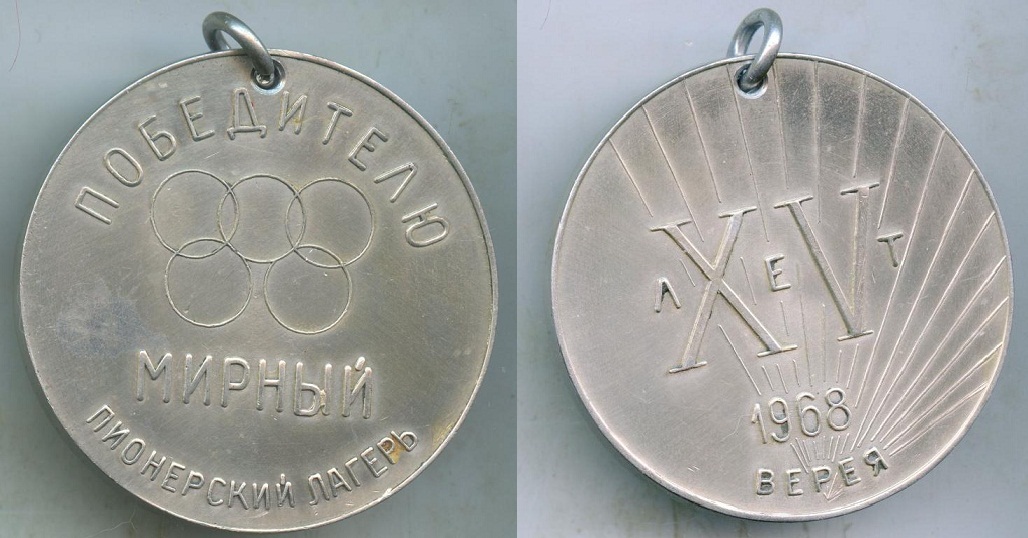 ПОБЕДИТЕЛЮ
МИРНЫЙ
ПИОНЕРСКИЙ ЛАГЕРЬ
XV
ЛЕТ
1968
ВЕРЕЯ